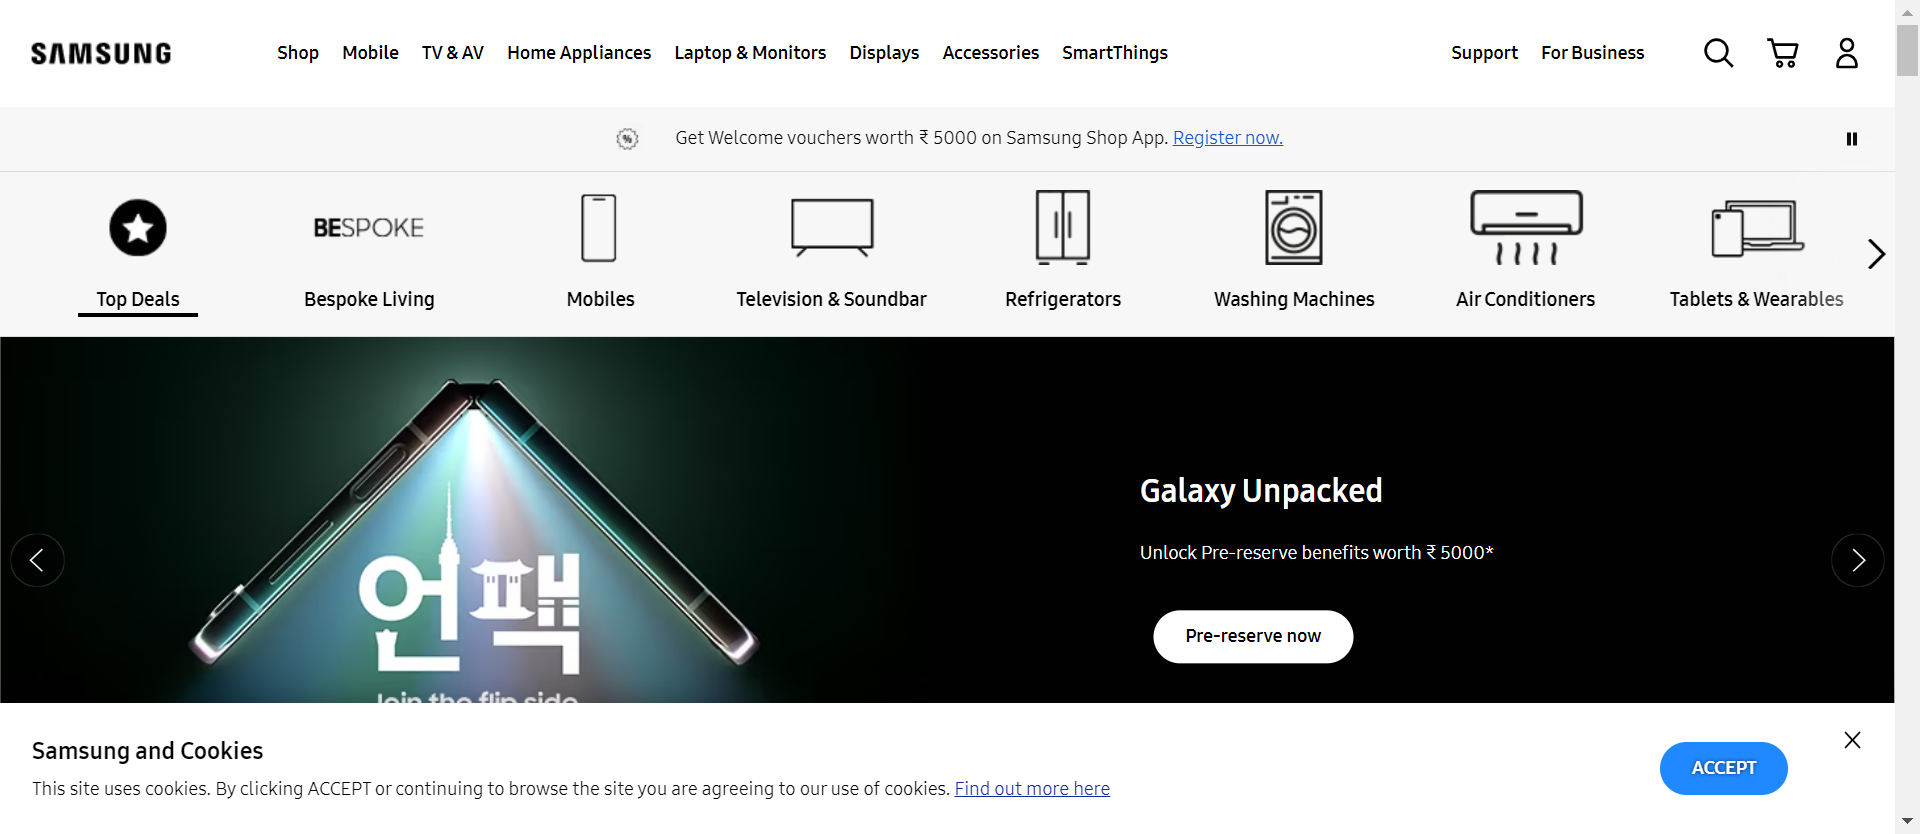 SAMSUNG
Shop Mobile TV & AV Home Appliances Laptop & Monitors Displays Accessories SmartThings Support For Business
% Get Welcome vouchers worth ₹ 5000 on Samsung Shop App. Register now.
BESPOKE
Top Deals Bespoke Living Mobiles Television & Soundbar Refrigerators Washing Machines Air Conditioners Tablets & Wearables
Galaxy Unpacked
Unlock Pre-reserve benefits worth ₹ 5000*
Pre-reserve now
언팩
Join the flip side
Samsung and Cookies
This site uses cookies. By clicking ACCEPT or continuing to browse the site you are agreeing to our use of cookies. Find out more here
ACCEPT